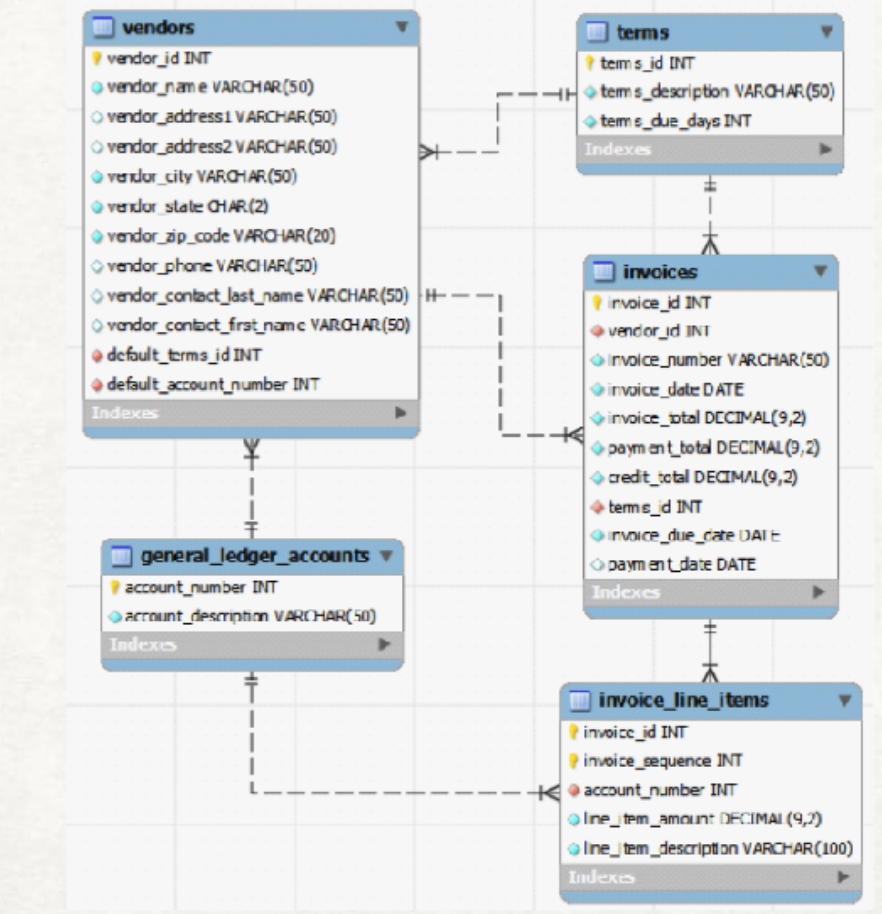 vendors
vendor_id INT
vendor_name VARCHAR(50)
vendor_address1 VARCHAR(50)
vendor_address2 VARCHAR(50)
vendor_city VARCHAR(50)
vendor_state CHAR(2)
vendor_zip_code VARCHAR(20)
vendor_phone VARCHAR(50)
vendor_contact_last_name VARCHAR(50)
vendor_contact_first_name VARCHAR(50)
default_terms_id INT
default_account_number INT
Indexes
terms
terms_id INT
terms_description VARCHAR(50)
terms_due_days INT
Indexes
invoices
invoice_id INT
vendor_id INT
invoice_number VARCHAR(50)
invoice_date DATE
invoice_total DECIMAL(9,2)
payment_total DECIMAL(9,2)
credit_total DECIMAL(9,2)
terms_id INT
invoice_due_date DATE
payment_date DATE
Indexes
general_ledger_accounts
account_number INT
account_description VARCHAR(50)
Indexes
invoice_line_items
invoice_id INT
invoice_sequence INT
account_number INT
line_item_amount DECIMAL(9,2)
line_item_description VARCHAR(100)
Indexes